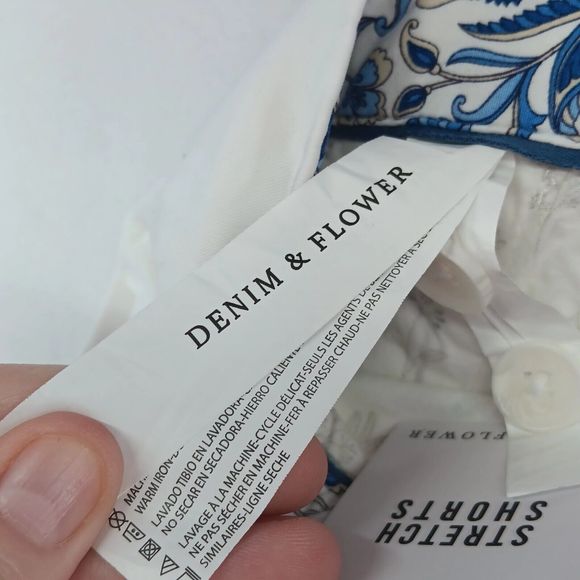 DENIM & FLOWER
WARM IRON-
LAVADO TIBIO EN LAVADORA-
NO SECAR EN SECADORA-HIERRO CALIEN
LAVAGE À LA MACHINE-CYCLE DÉLICAT-SEULS LES AGENTS DE
NE PAS SÉCHER EN MACHINE-FER À REPASSER CHAUD-NE PAS NETTOYER À SEC
SIMILAIRES-LIGNE SECHE
FLOWER
STRETCH
SHORTS